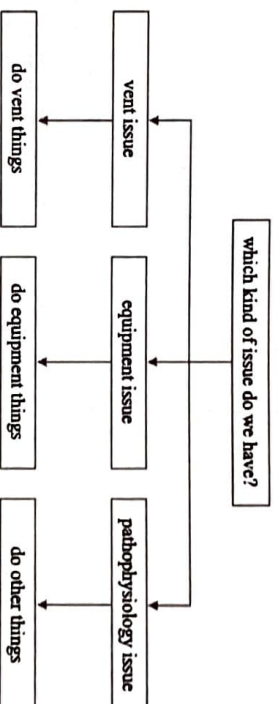 which kind of issue do we have?
vent issue
equipment issue
pathophysiology issue
do vent things
do equipment things
do other things